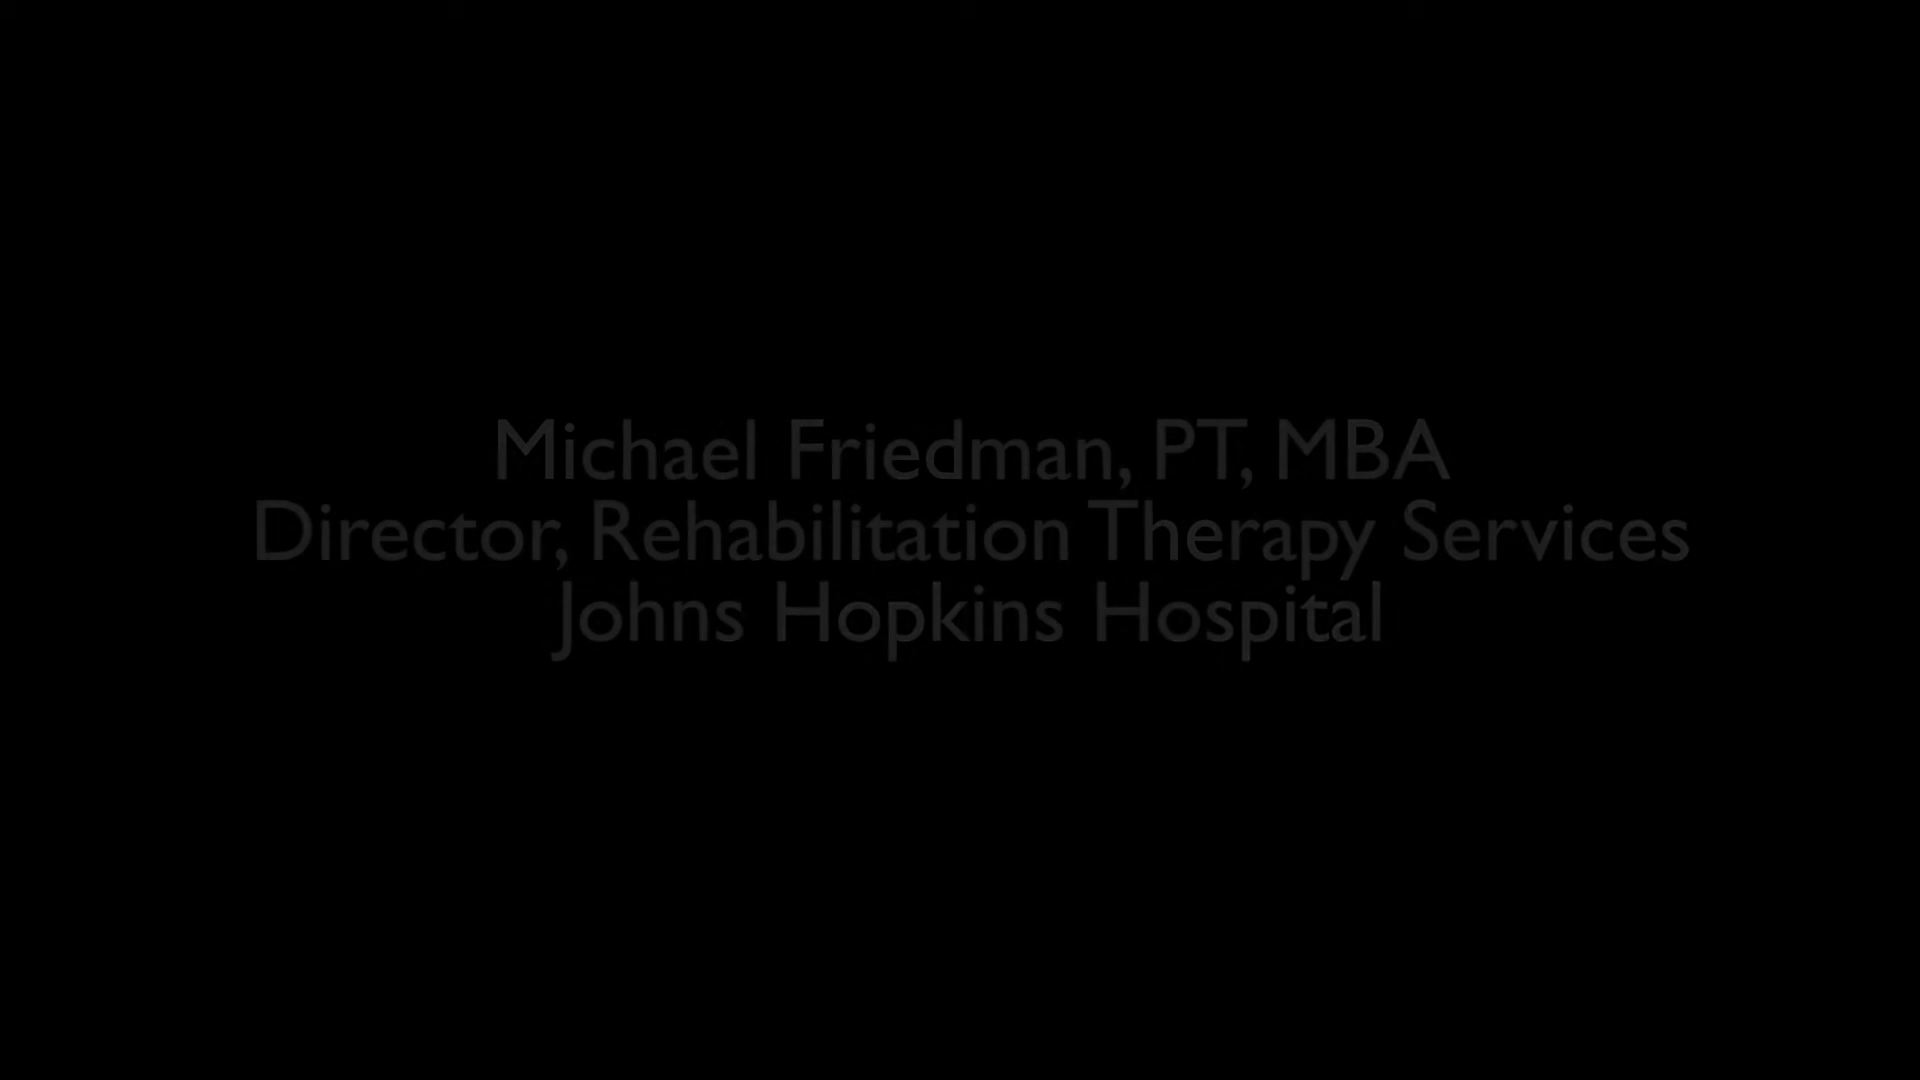 Michael Friedman, PT, MBA
Director, Rehabilitation Therapy Services
Johns Hopkins Hospital